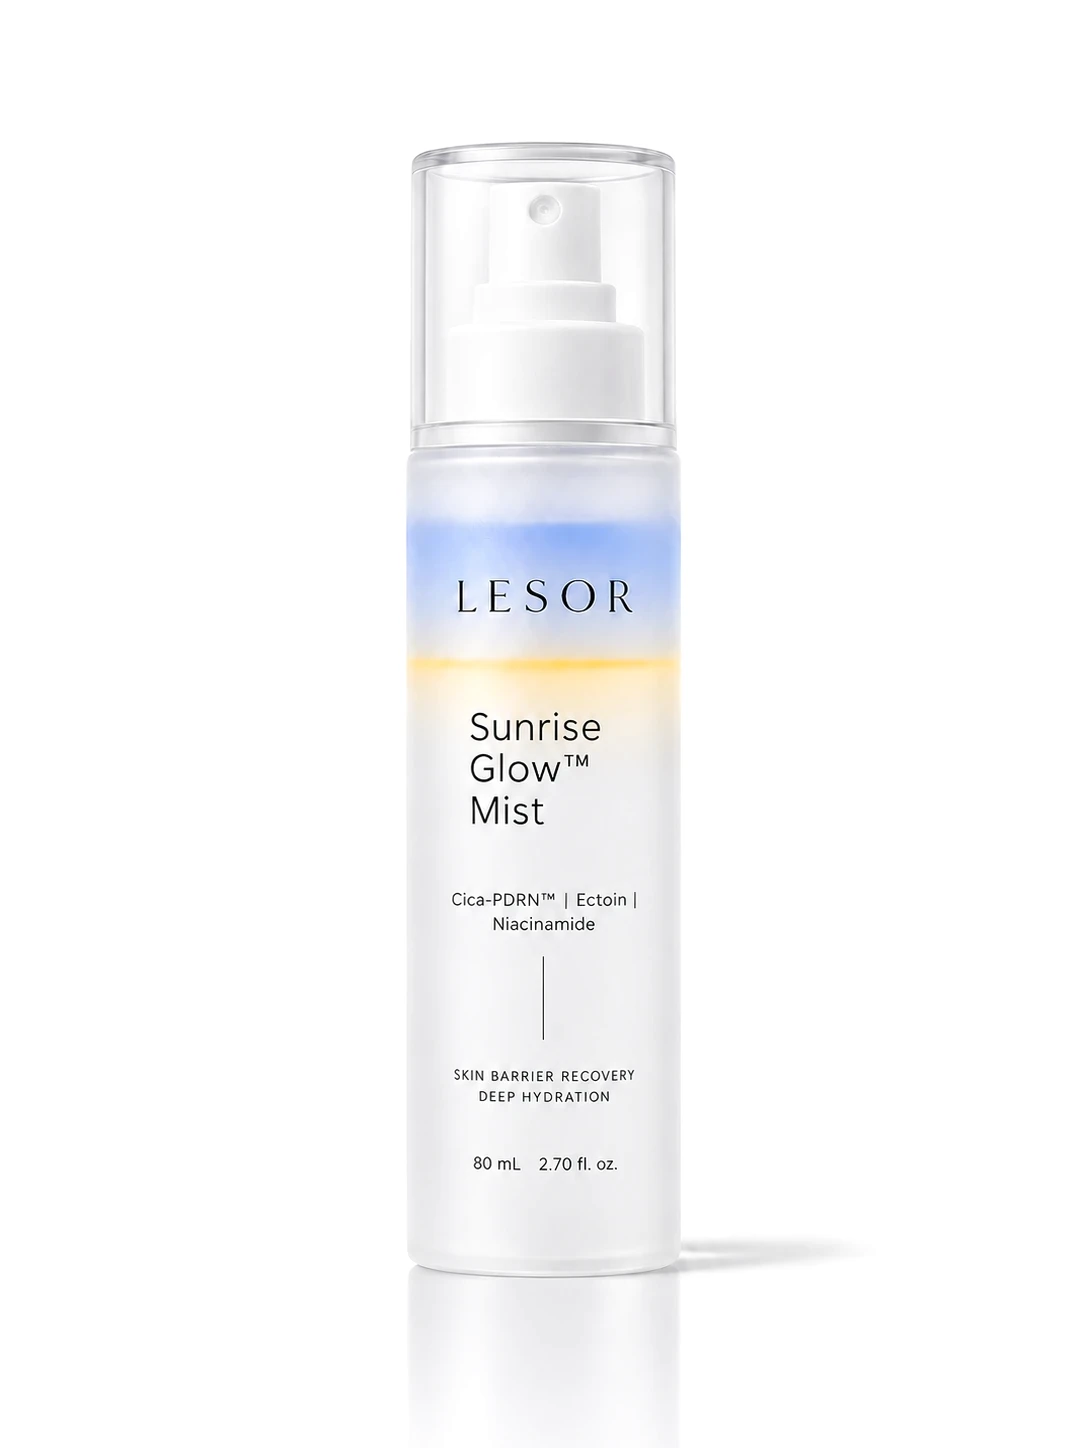 LESOR
Sunrise
Glow™
Mist
Cica-PDRN™ | Ectoin |
Niacinamide
SKIN BARRIER RECOVERY
DEEP HYDRATION
80 mL 2.70 fl. oz.